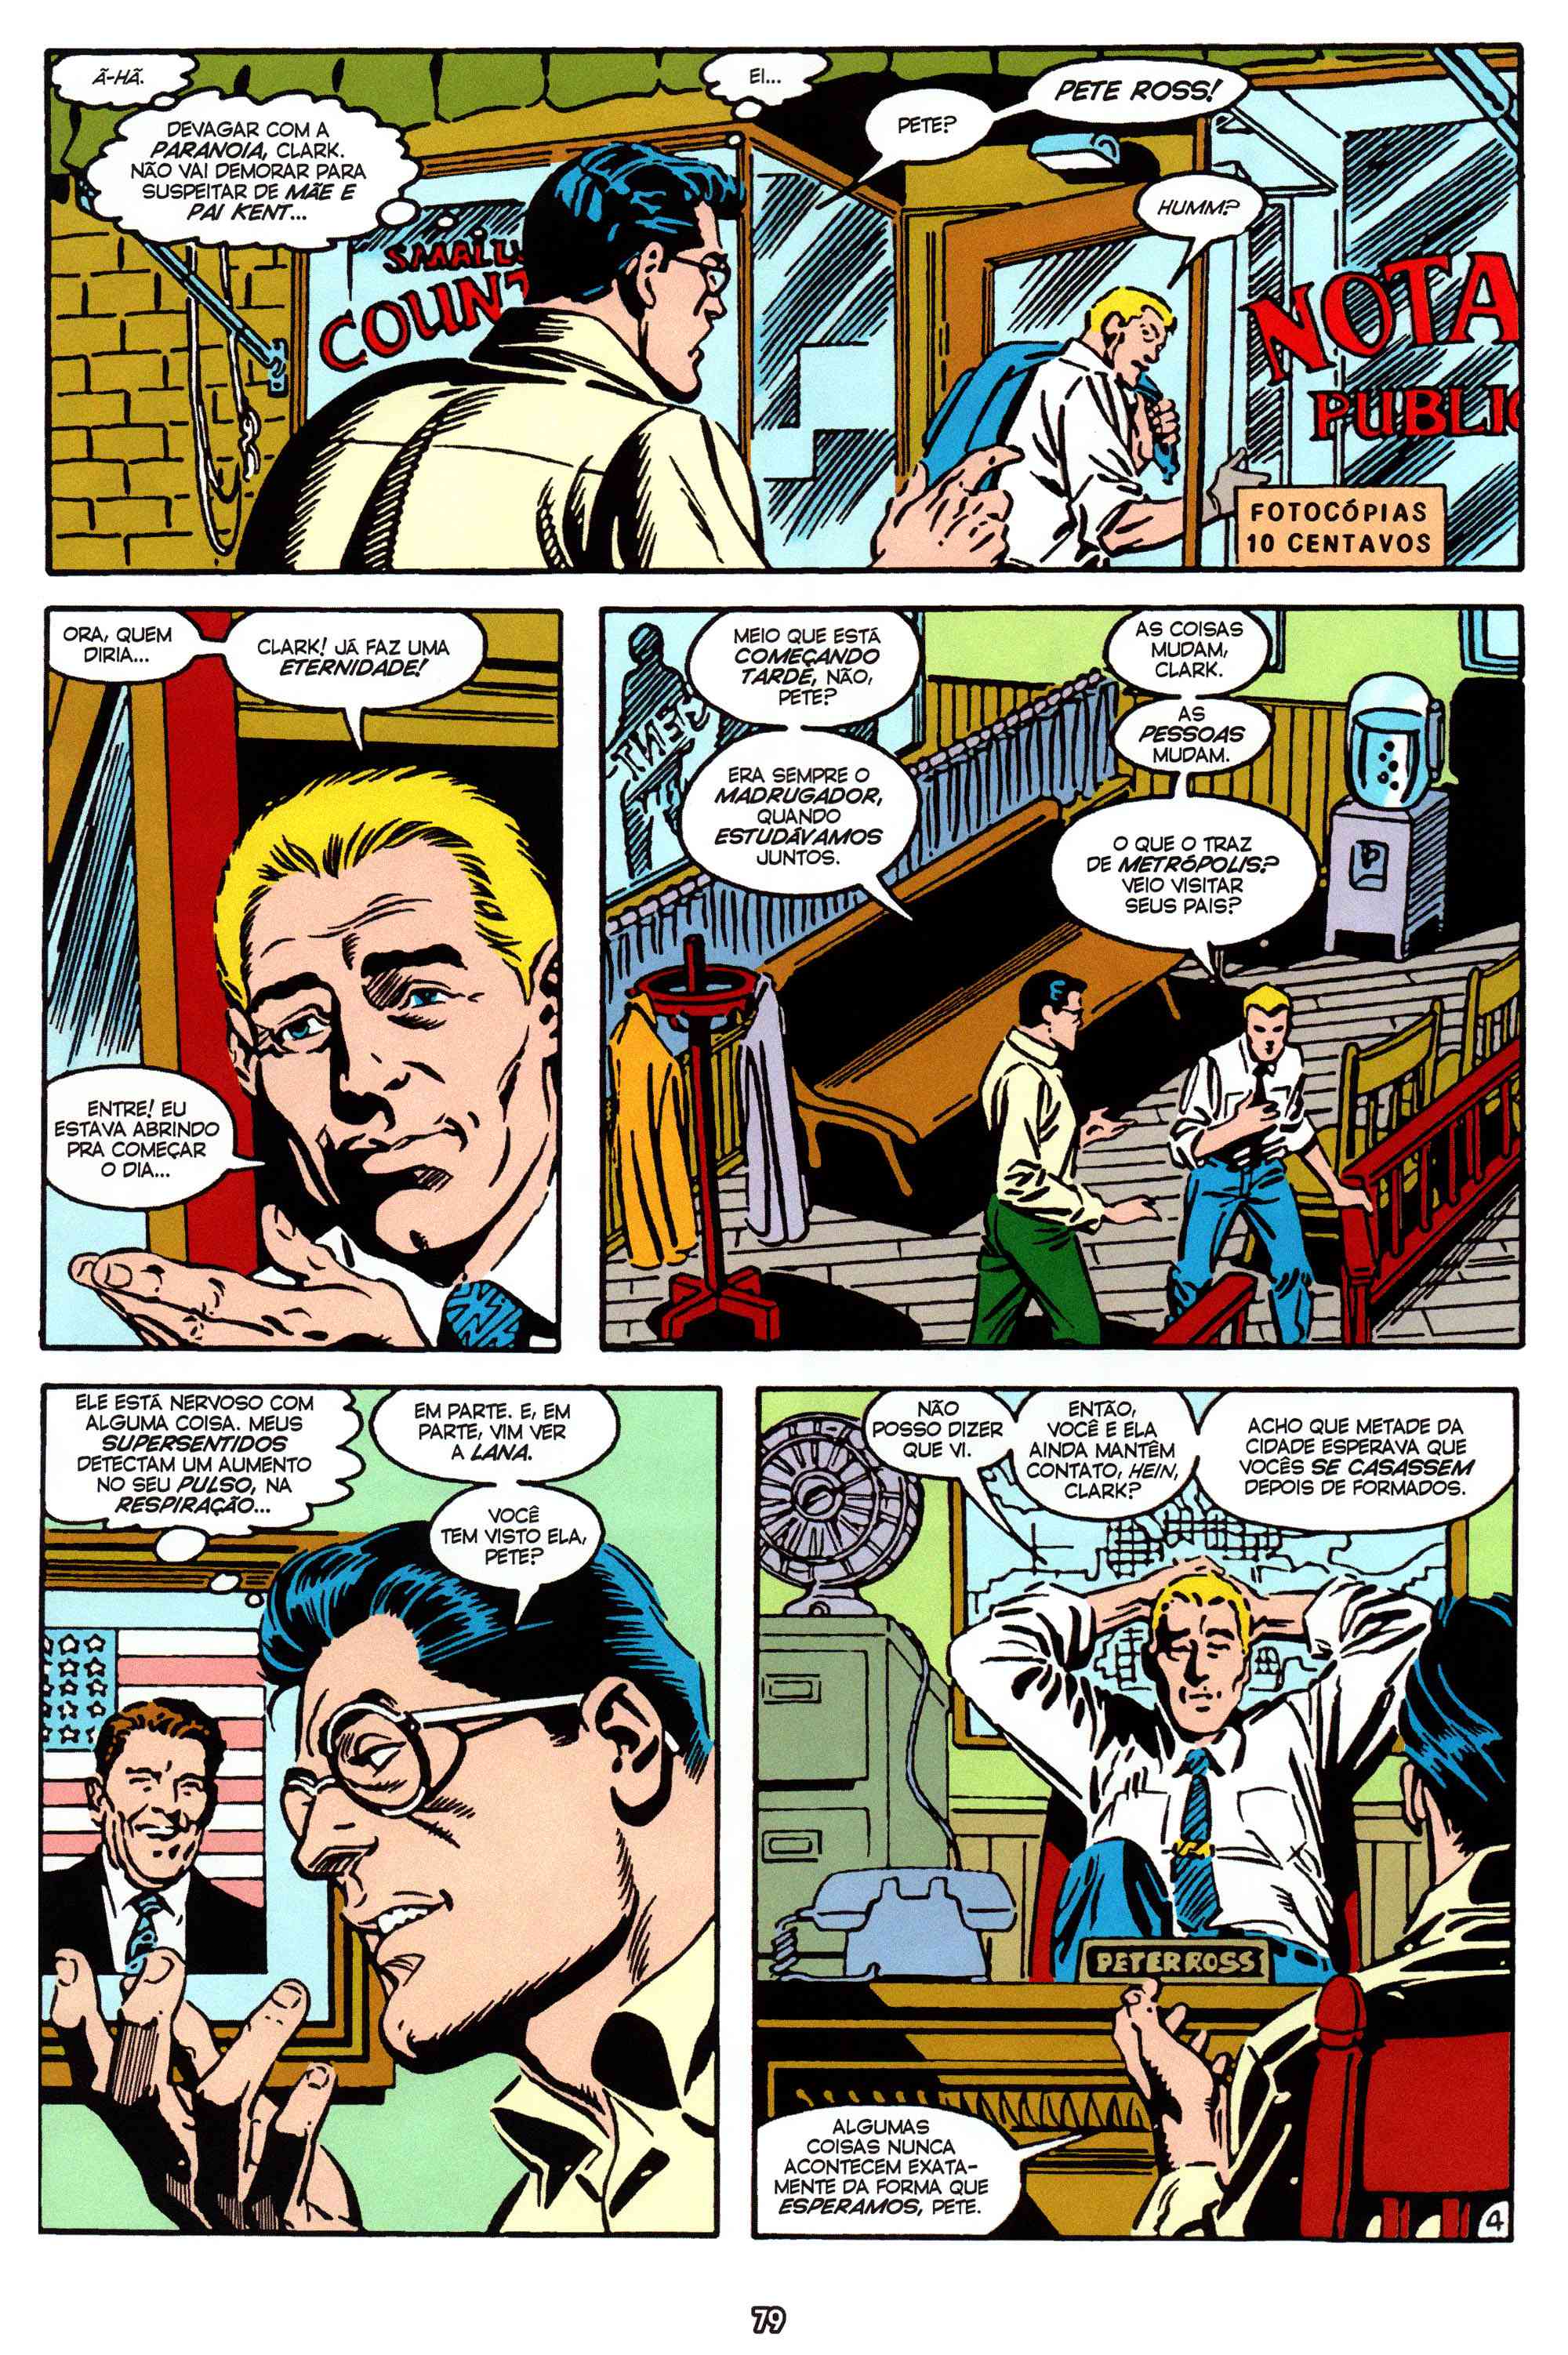 Ã-HÃ.
DEVAGAR COM A
PARANOIA, CLARK.
NÃO VAI DEMORAR PARA
SUSPEITAR DE MÃE E
PAI KENT...
EI...
PETE?
PETE ROSS!
HUMM?
COUNT
NOTA
PUBLIC
FOTOCÓPIAS
10 CENTAVOS
ORA, QUEM
DIRIA...
CLARK! JÁ FAZ UMA
ETERNIDADE!
ENTRE! EU
ESTAVA ABRINDO
PRA COMEÇAR
O DIA...
MEIO QUE ESTÁ
COMEÇANDO
TARDE, NÃO,
PETE?
ERA SEMPRE O
MADRUGADOR,
QUANDO
ESTUDÁVAMOS
JUNTOS.
AS COISAS
MUDAM,
CLARK.
AS
PESSOAS
MUDAM.
O QUE O TRAZ
DE METRÓPOLIS?
VEIO VISITAR
SEUS PAIS?
ELE ESTÁ NERVOSO COM
ALGUMA COISA. MEUS
SUPERSENTIDOS
DETECTAM UM AUMENTO
NO SEU PULSO, NA
RESPIRAÇÃO...
EM PARTE. E, EM
PARTE, VIM VER
A LANA.
VOCÊ
TEM VISTO ELA,
PETE?
NÃO
POSSO DIZER
QUE VI.
ENTÃO,
VOCÊ E ELA
AINDA MANTÊM
CONTATO, HEIN,
CLARK?
ACHO QUE METADE DA
CIDADE ESPERAVA QUE
VOCÊS SE CASASSEM
DEPOIS DE FORMADOS.
PETER ROSS
ALGUMAS
COISAS NUNCA
ACONTECEM EXATA-
MENTE DA FORMA QUE
ESPERAMOS, PETE.
4
79